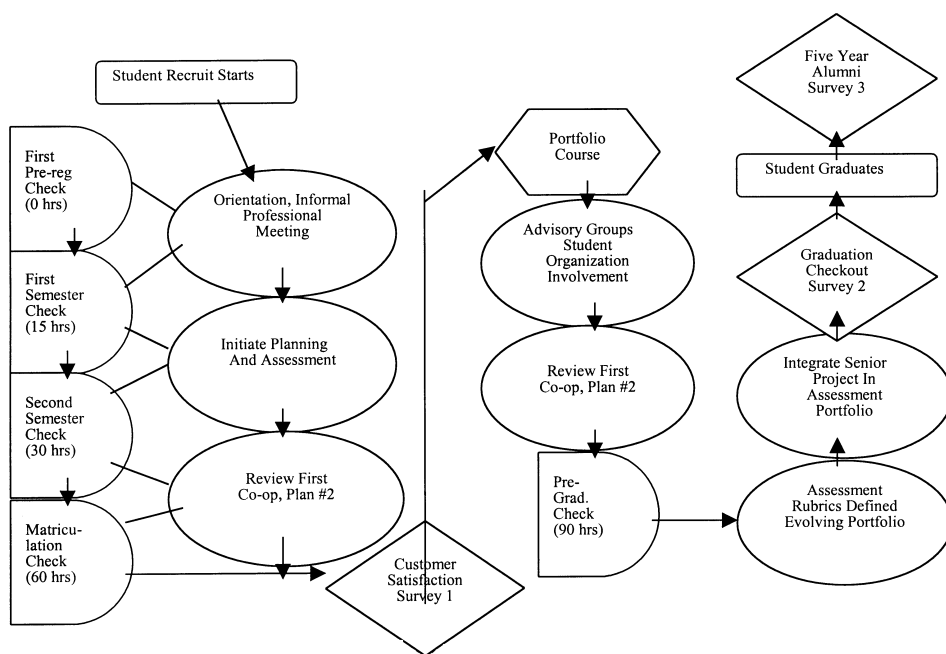 Student Recruit Starts
First
Pre-reg
Check
(0 hrs)
Orientation, Informal
Professional
Meeting
First
Semester
Check
(15 hrs)
Initiate Planning
And Assessment
Second
Semester
Check
(30 hrs)
Review First
Co-op, Plan #2
Matricu-
lation
Check
(60 hrs)
Customer
Satisfaction
Survey 1
Portfolio
Course
Advisory Groups
Student
Organization
Involvement
Review First
Co-op, Plan #2
Pre-
Grad.
Check
(90 hrs)
Assessment
Rubrics Defined
Evolving Portfolio
Integrate Senior
Project In
Assessment
Portfolio
Graduation
Checkout
Survey 2
Student Graduates
Five Year
Alumni
Survey 3